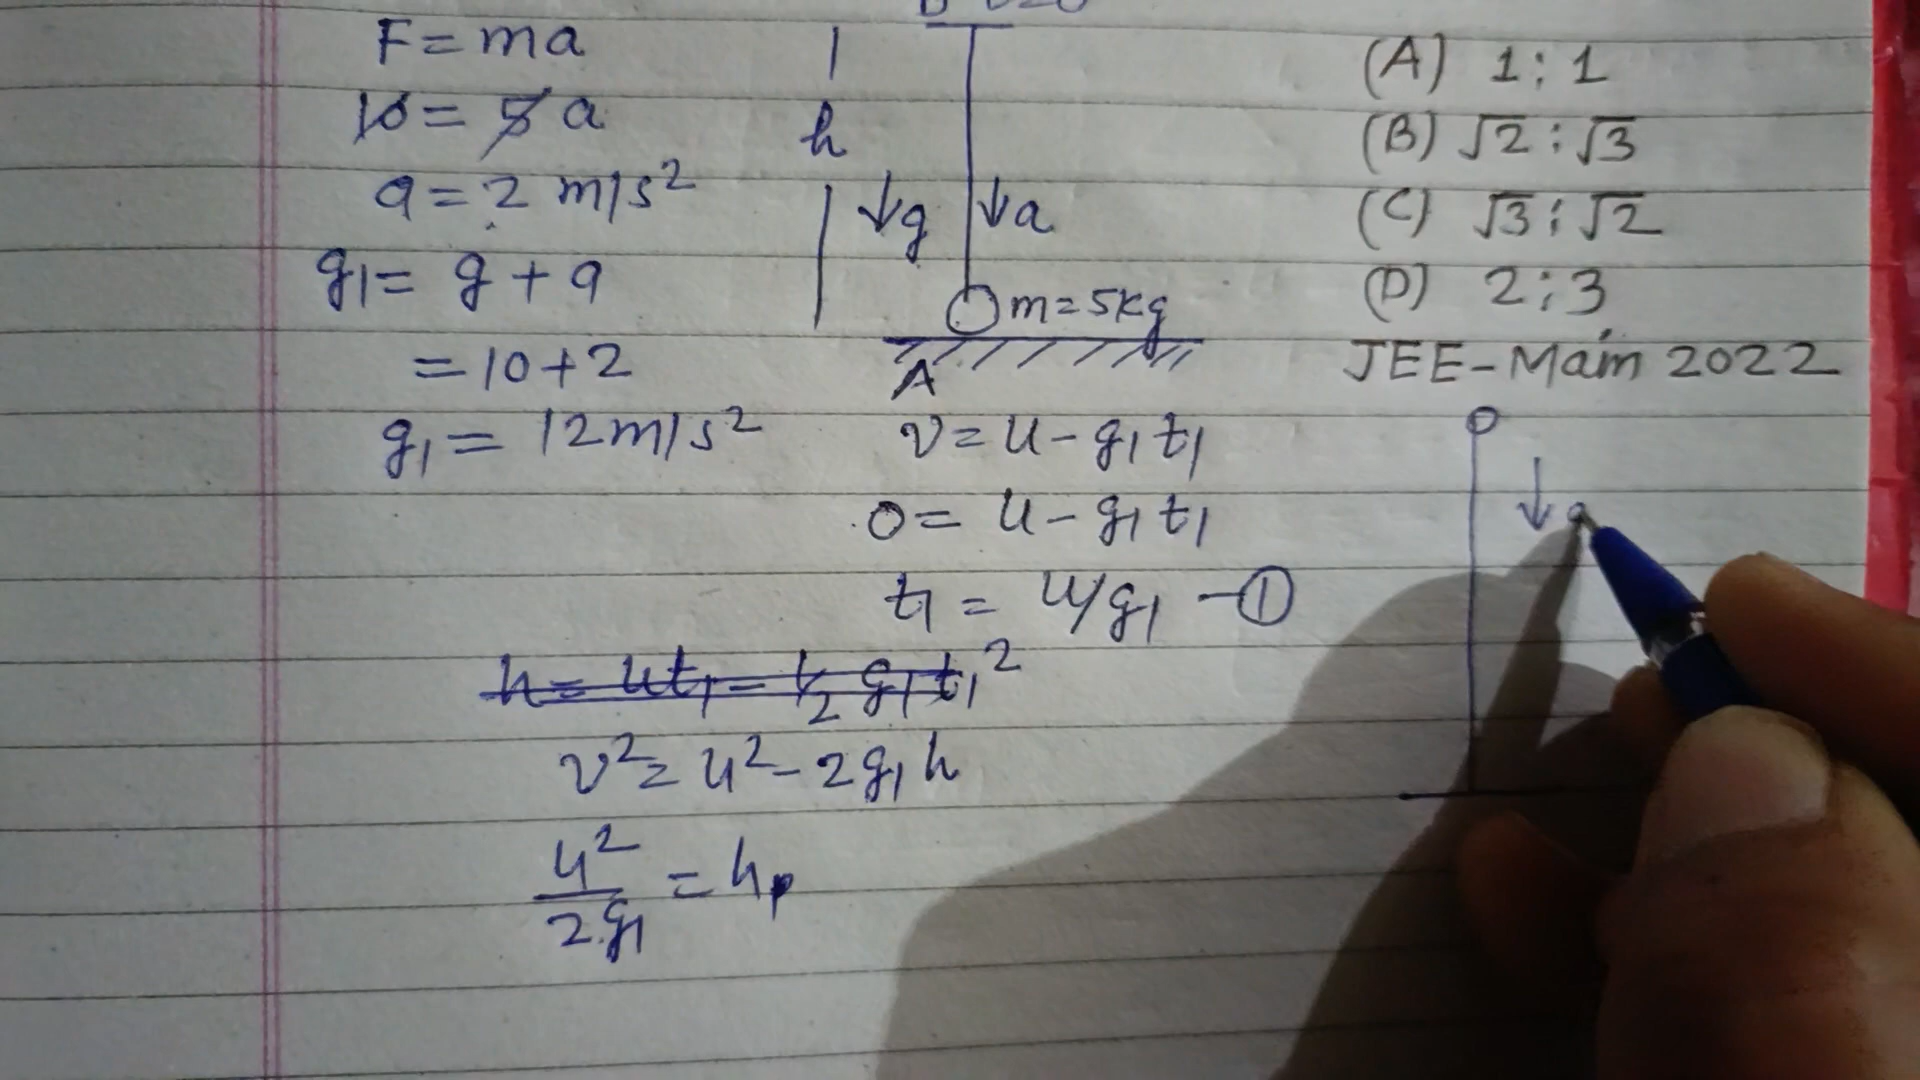 F = ma
10 = 5 a
a = 2 m/s²
g₁ = g + a
= 10 + 2
g₁ = 12 m/s²
h
↓g
↓a
m = 5kg
A
v = u - g₁ t₁
0 = u - g₁ t₁
t₁ = u/g₁ - ①
h = ut₁ - 1/2 g₁ t₁²
v² = u² - 2g₁ h
u²/2g₁ = h
(A) 1 : 1
(B) √2 : √3
(C) √3 : √2
(D) 2 : 3
JEE-Main 2022